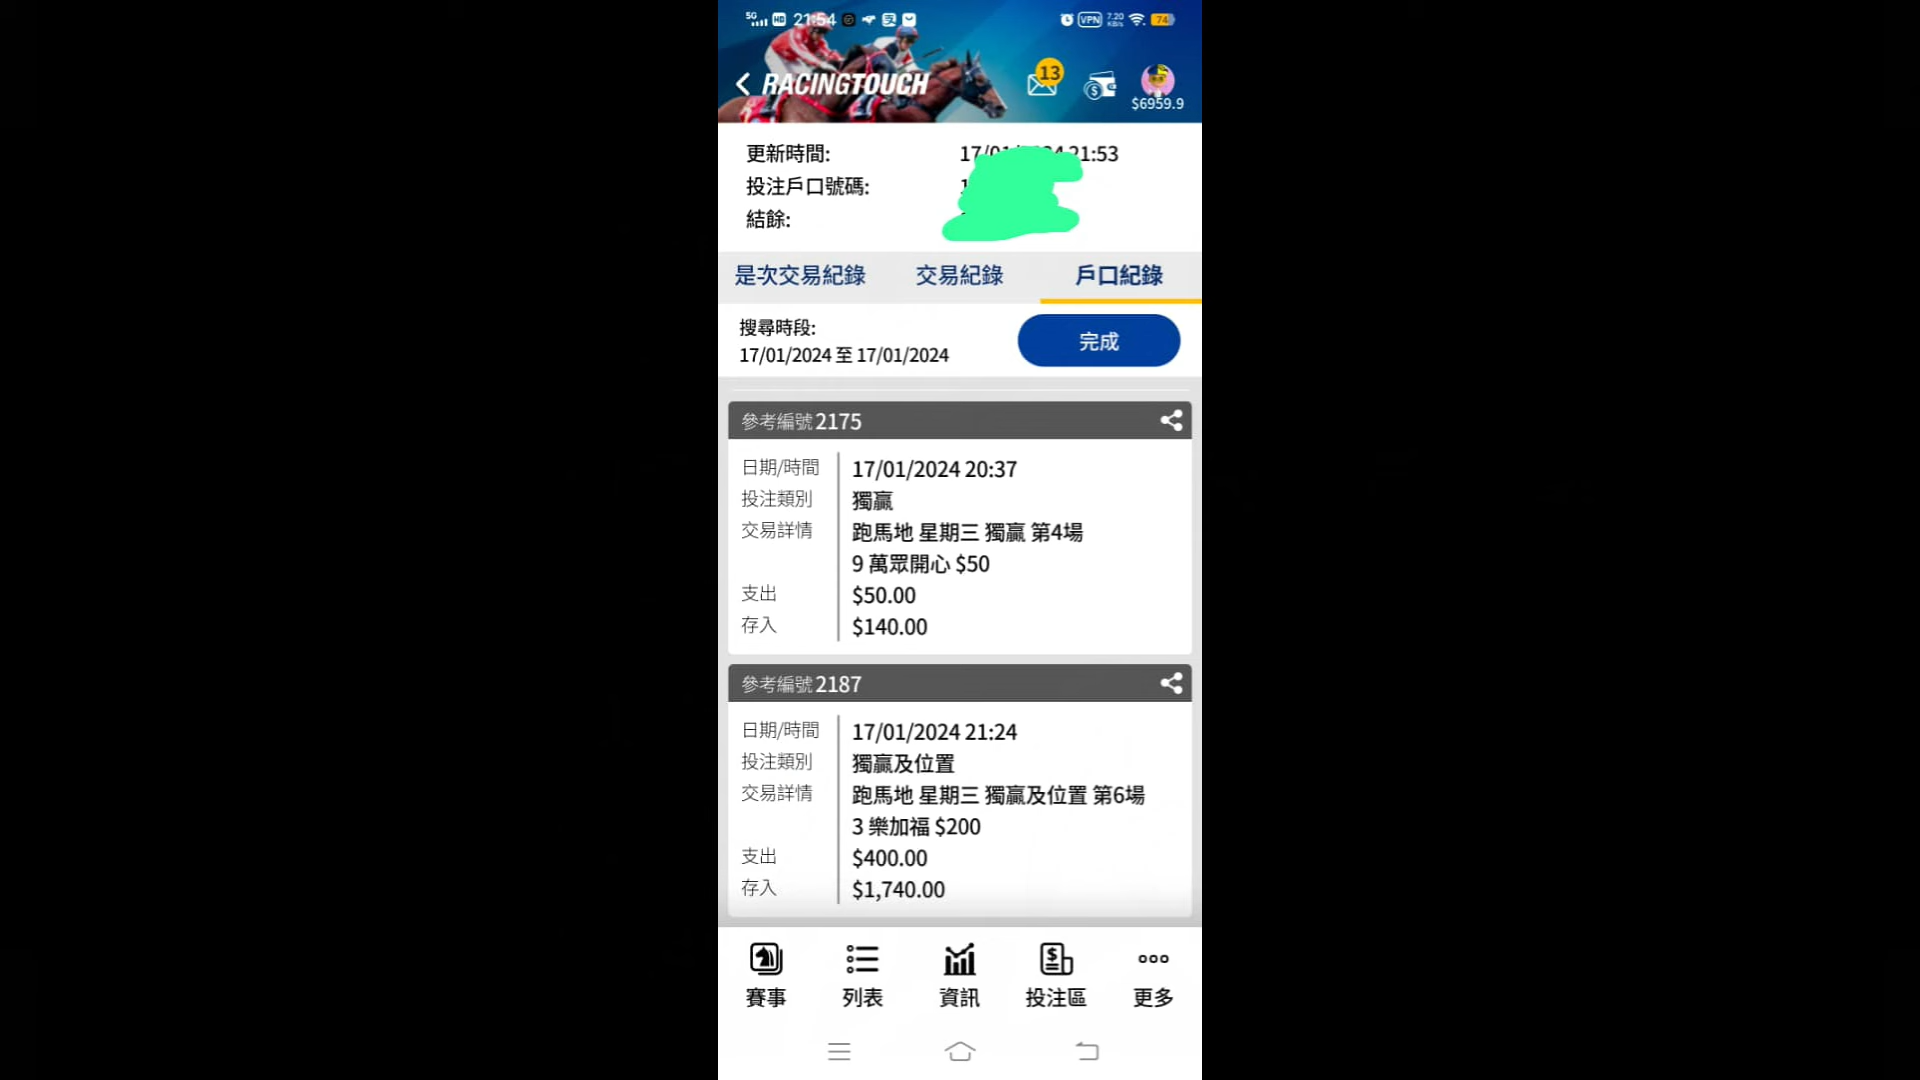 5G HD 21:54 VPN 7.20 KB/s 74
RACINGTOUCH
13
$6959.9
更新時間: 21:53
投注戶口號碼:
結餘:
是次交易紀錄 交易紀錄 戶口紀錄
搜尋時段:
17/01/2024 至 17/01/2024
完成
參考編號 2175
日期/時間 17/01/2024 20:37
投注類別 獨贏
交易詳情 跑馬地 星期三 獨贏 第4場
9 萬眾開心 $50
支出 $50.00
存入 $140.00
參考編號 2187
日期/時間 17/01/2024 21:24
投注類別 獨贏及位置
交易詳情 跑馬地 星期三 獨贏及位置 第6場
3 樂加福 $200
支出 $400.00
存入 $1,740.00
賽事 列表 資訊 投注區 更多